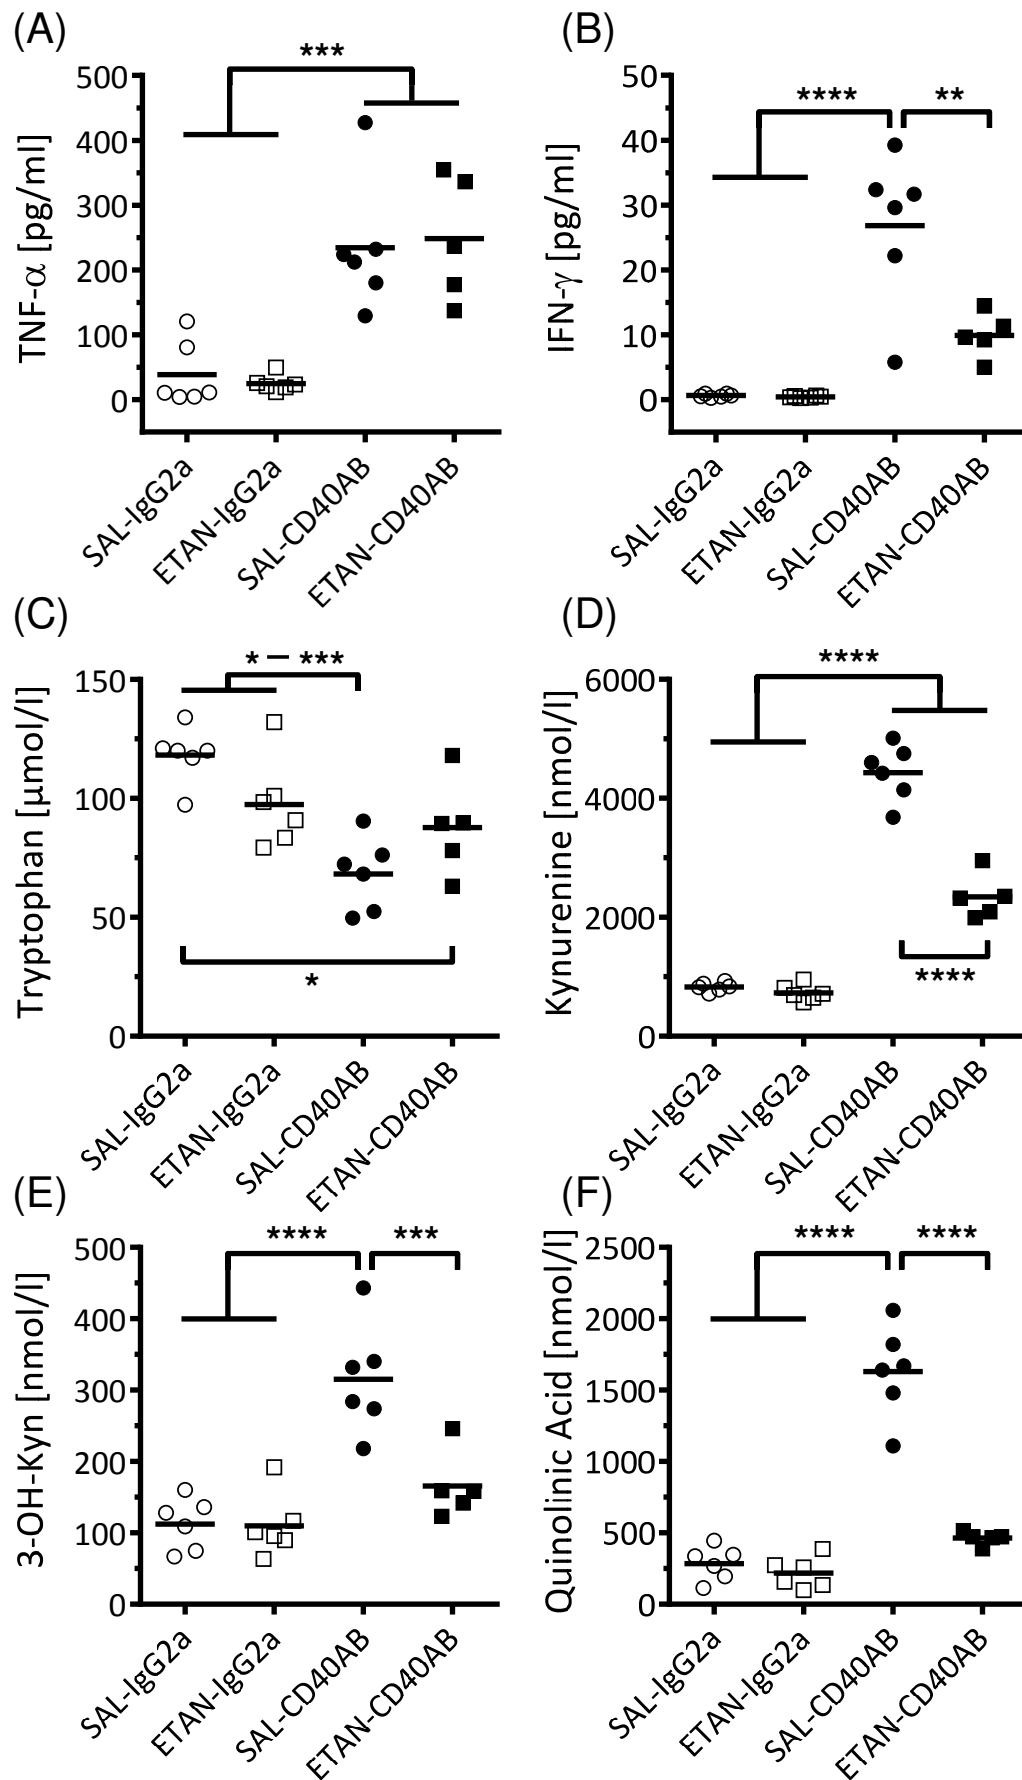 (A)
***
TNF-α [pg/ml]
500
400
300
200
100
0
SAL-IgG2a
ETAN-IgG2a
SAL-CD40AB
ETAN-CD40AB
(B)
**** **
IFN-γ [pg/ml]
50
40
30
20
10
0
SAL-IgG2a
ETAN-IgG2a
SAL-CD40AB
ETAN-CD40AB
(C)
* — ***
Tryptophan [µmol/l]
150
100
50
0
*
SAL-IgG2a
ETAN-IgG2a
SAL-CD40AB
ETAN-CD40AB
(D)
****
Kynurenine [nmol/l]
6000
4000
2000
0
****
SAL-IgG2a
ETAN-IgG2a
SAL-CD40AB
ETAN-CD40AB
(E)
**** ***
3-OH-Kyn [nmol/l]
500
400
300
200
100
0
SAL-IgG2a
ETAN-IgG2a
SAL-CD40AB
ETAN-CD40AB
(F)
**** ****
Quinolinic Acid [nmol/l]
2500
2000
1500
1000
500
0
SAL-IgG2a
ETAN-IgG2a
SAL-CD40AB
ETAN-CD40AB